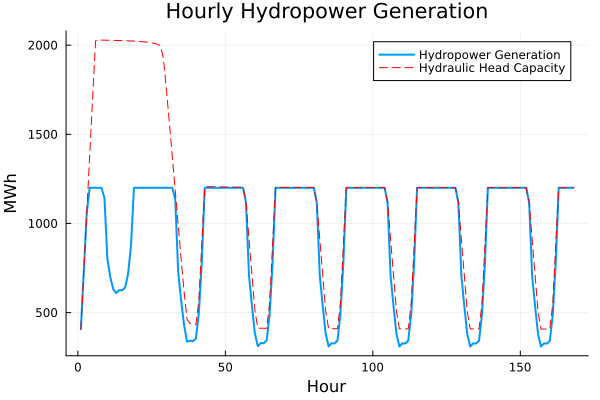 Hourly Hydropower Generation
Hydropower Generation
Hydraulic Head Capacity
MWh
2000
1500
1000
500
0
50
100
150
Hour